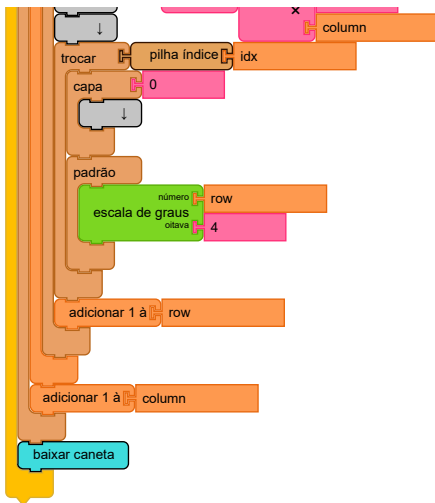 ×
↓
column
trocar pilha índice idx
capa 0
↓
padrão
número row
escala de graus
oitava 4
adicionar 1 à row
adicionar 1 à column
baixar caneta